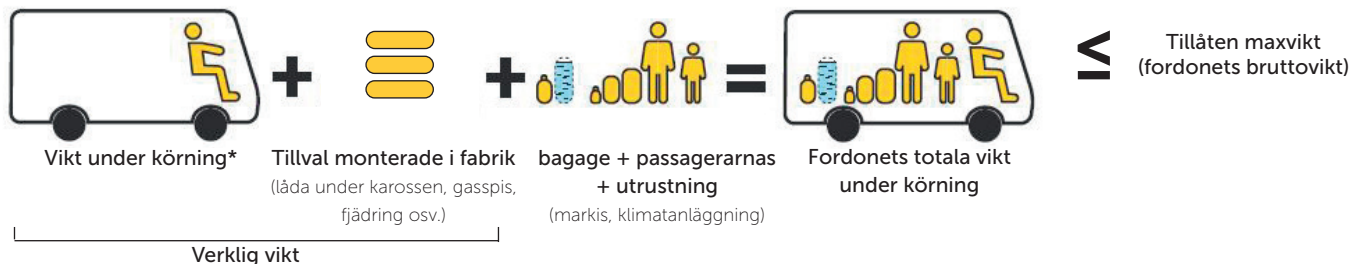 +
+
=
≤
Tillåten maxvikt
(fordonets bruttovikt)
Vikt under körning*
Tillval monterade i fabrik
(låda under karossen, gasspis,
fjädring osv.)
bagage + passagerarnas
+ utrustning
(markis, klimatanläggning)
Fordonets totala vikt
under körning
Verklig vikt